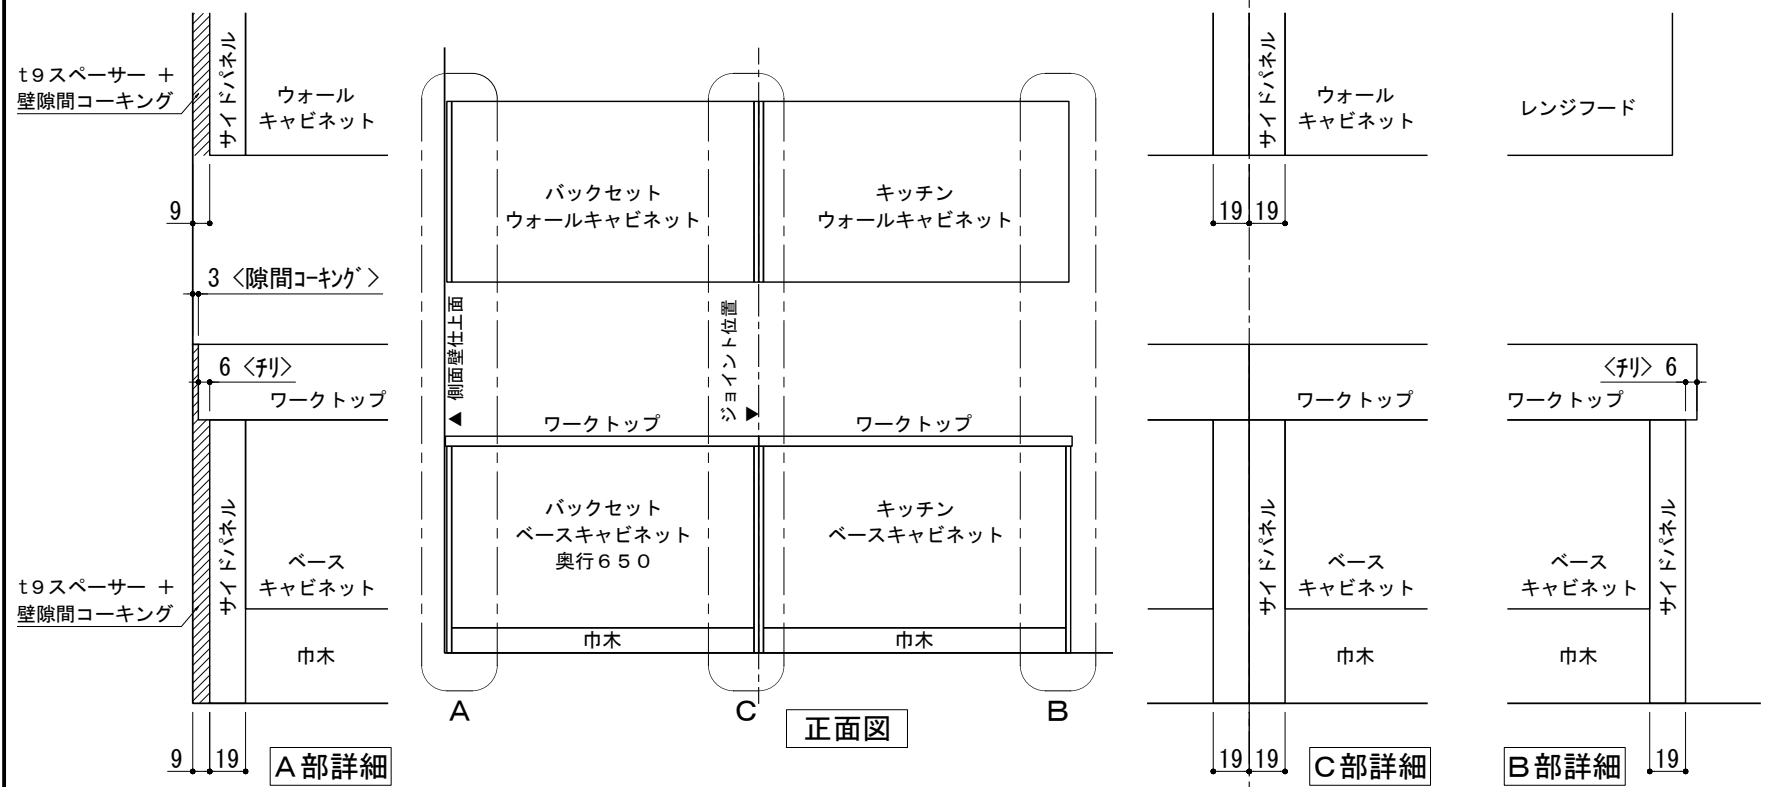 t9スペーサー ＋
壁隙間コーキング
サイドパネル
ウォール
キャビネット
9
3 〈隙間ｺｰｷﾝｸﾞ〉
6 〈ﾁﾘ〉
ワークトップ
t9スペーサー ＋
壁隙間コーキング
サイドパネル
ベース
キャビネット
巾木
9
19
A部詳細
バックセット
ウォールキャビネット
キッチン
ウォールキャビネット
▲ 側面壁仕上面
ジョイント位置 ▼
ワークトップ
ワークトップ
バックセット
ベースキャビネット
奥行６５０
キッチン
ベースキャビネット
巾木
巾木
A
C
B
正面図
サイドパネル
ウォール
キャビネット
19
19
ワークトップ
サイドパネル
ベース
キャビネット
巾木
19
19
C部詳細
レンジフード
〈ﾁﾘ〉 6
ワークトップ
ベース
キャビネット
サイドパネル
巾木
19
B部詳細